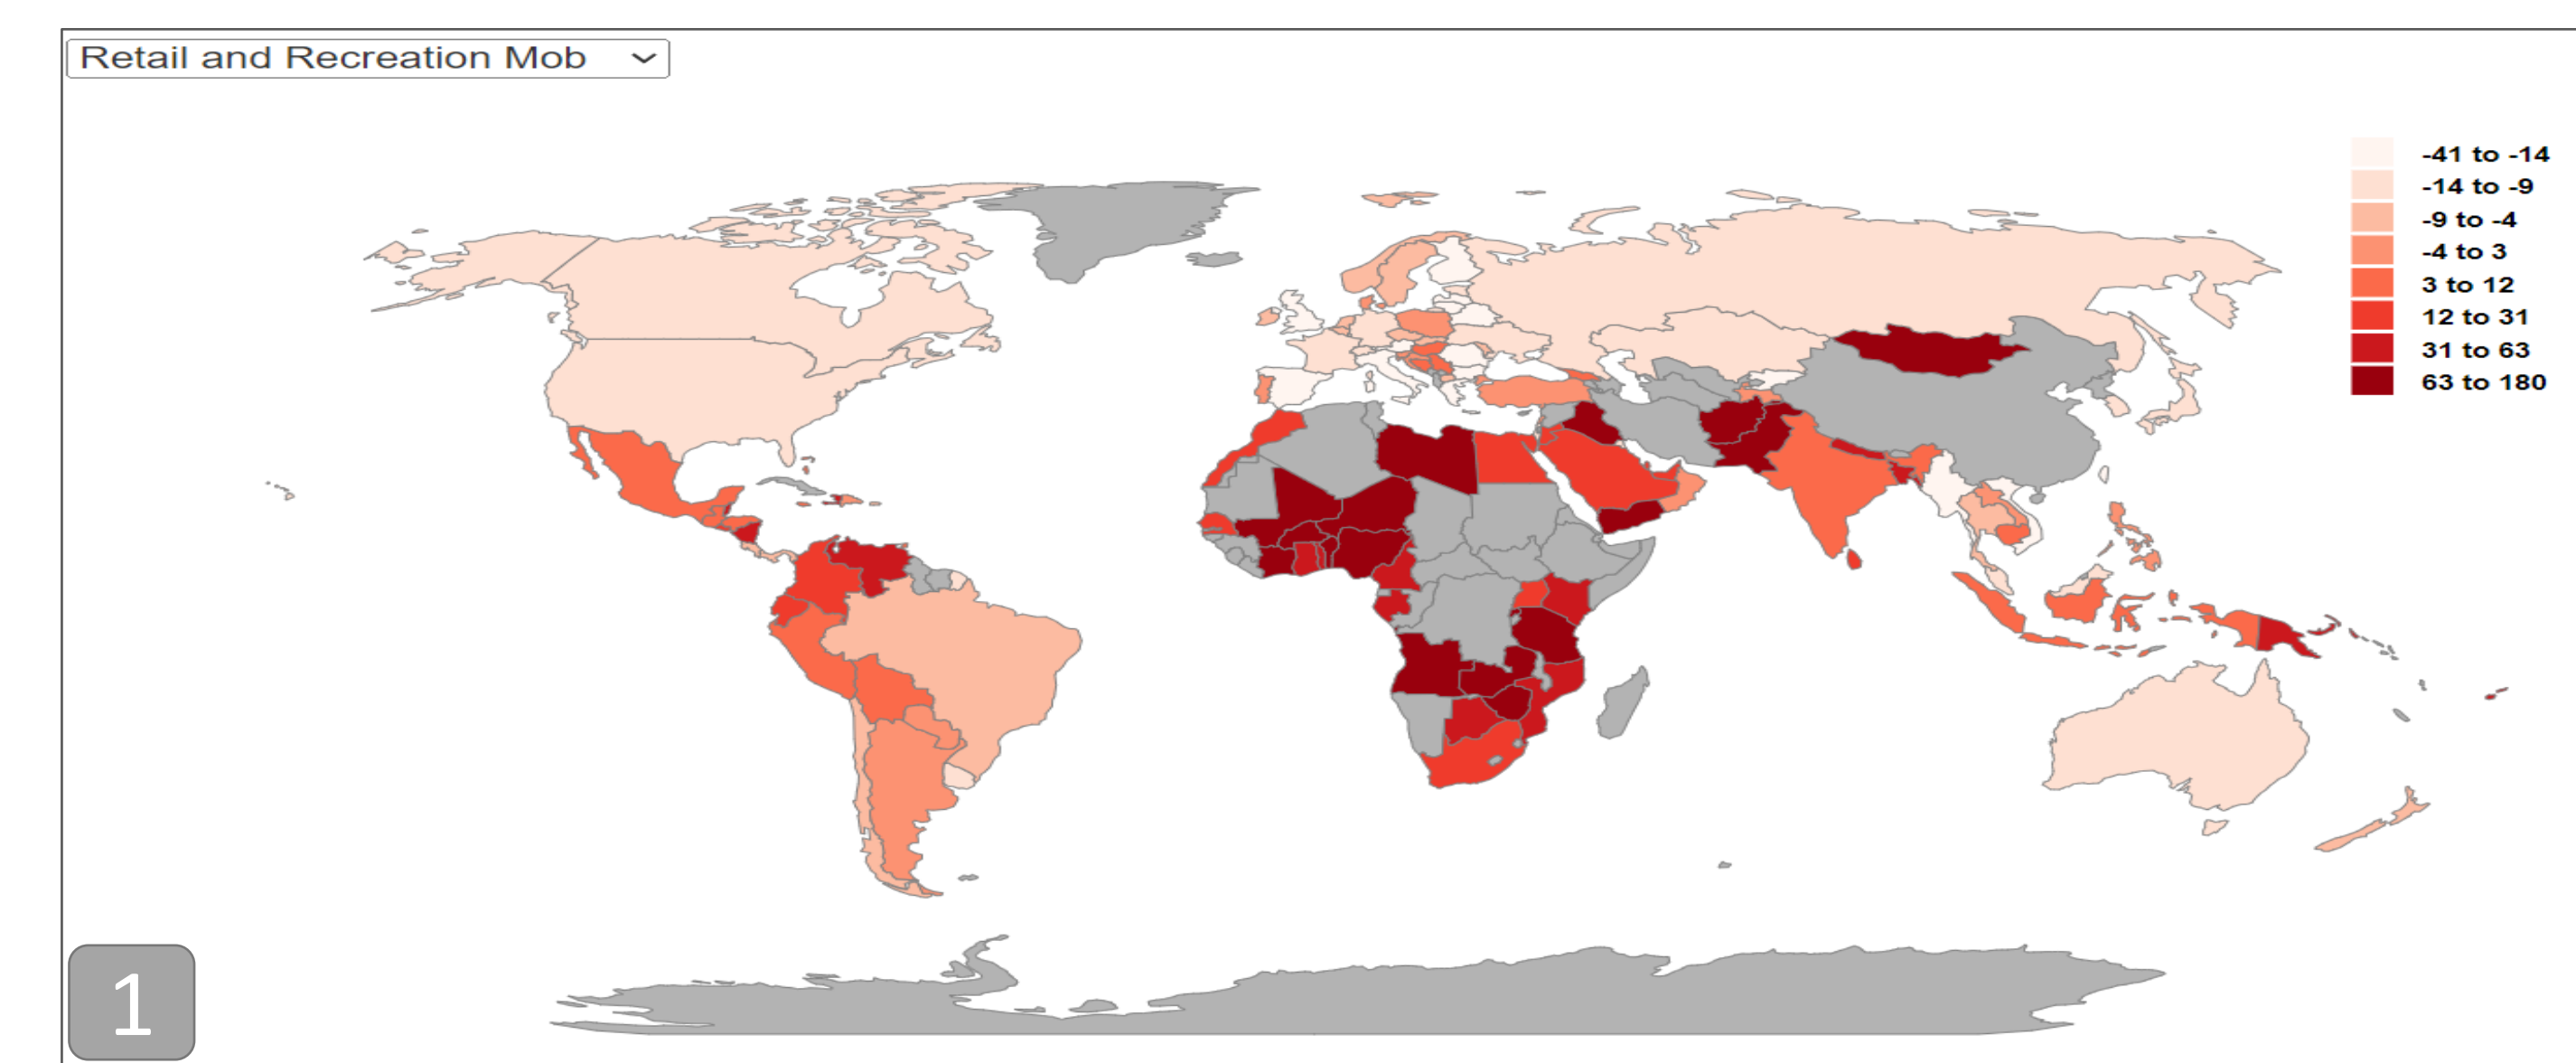 Retail and Recreation Mob
-41 to -14
-14 to -9
-9 to -4
-4 to 3
3 to 12
12 to 31
31 to 63
63 to 180
1